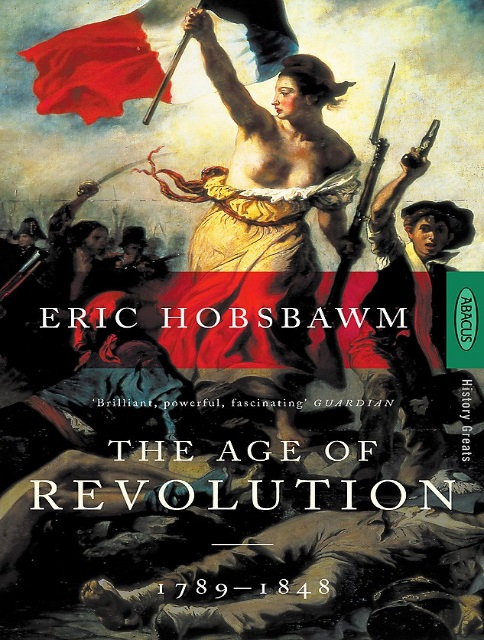 ERIC HOBSBAWM
ABACUS
'Brilliant, powerful, fascinating' GUARDIAN
History Greats
THE AGE OF
REVOLUTION
1789–1848